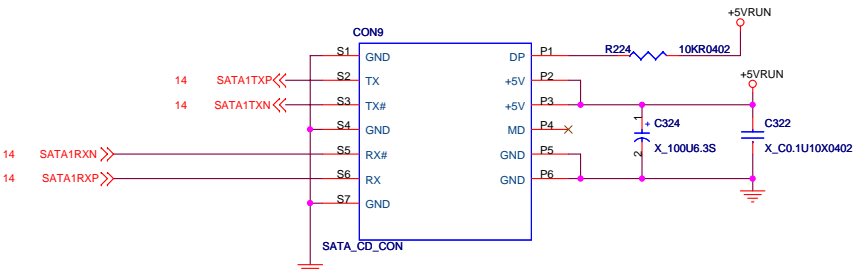 +5VRUN
CON9
R224 10KR0402
S1 GND DP P1
14 SATA1TXP S2 TX +5V P2
+5VRUN
14 SATA1TXN S3 TX# +5V P3
S4 GND MD P4
1 + C324 C322
14 SATA1RXN S5 RX# GND P5
2 X_100U6.3S X_C0.1U10X0402
14 SATA1RXP S6 RX GND P6
S7 GND
SATA_CD_CON